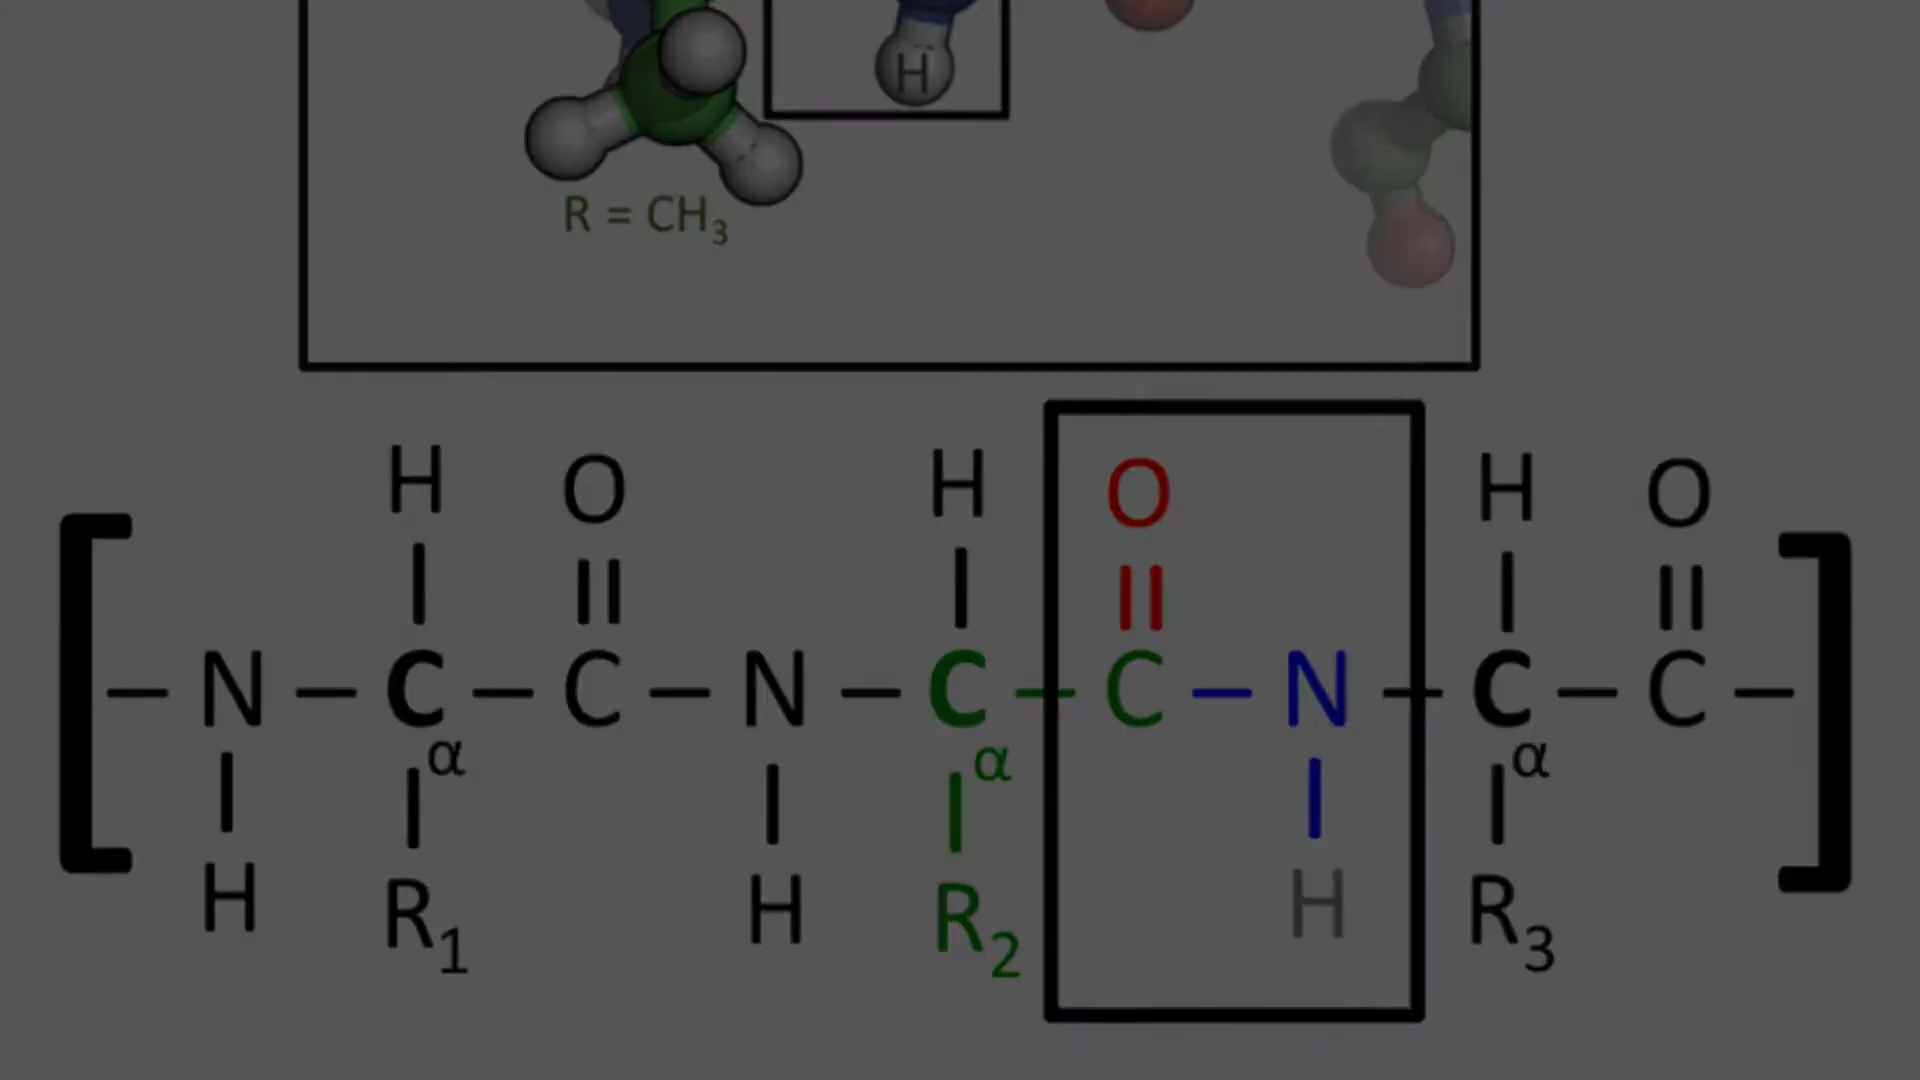 H
R = CH₃
H O H O H O
N C C N C C N C C
α α α
H R₁ H R₂ H R₃